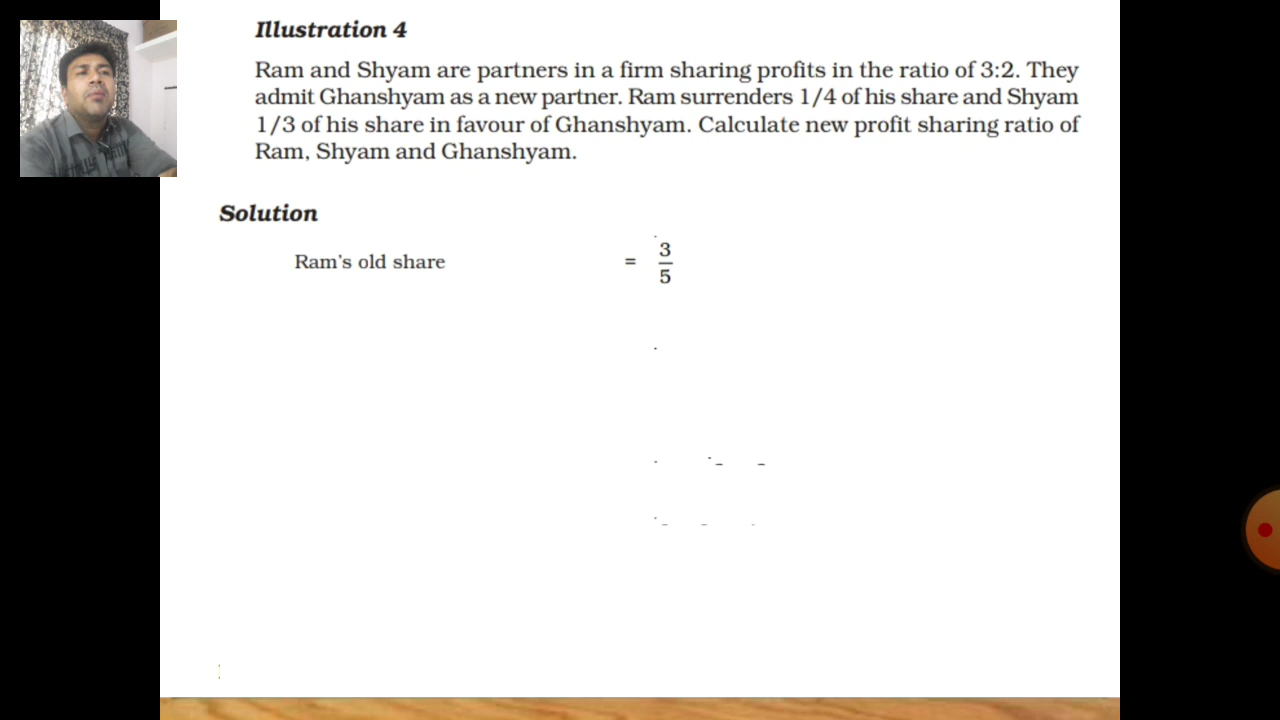 Illustration 4
Ram and Shyam are partners in a firm sharing profits in the ratio of 3:2. They
admit Ghanshyam as a new partner. Ram surrenders 1/4 of his share and Shyam
1/3 of his share in favour of Ghanshyam. Calculate new profit sharing ratio of
Ram, Shyam and Ghanshyam.
Solution
Ram's old share = 3/5